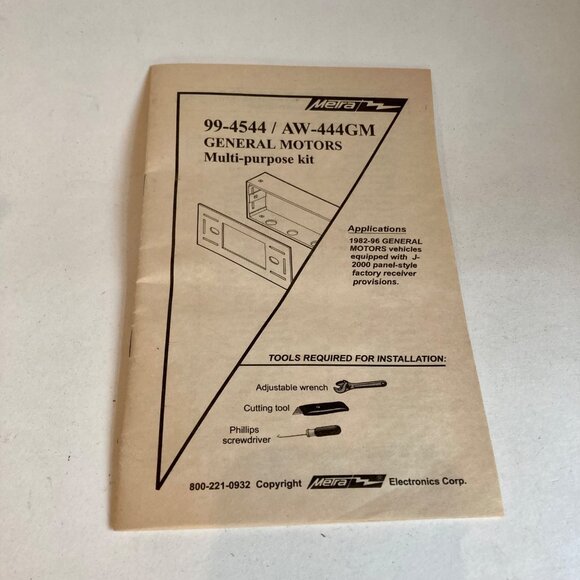 Metra
99-4544 / AW-444GM
GENERAL MOTORS
Multi-purpose kit
Applications
1982-96 GENERAL
MOTORS vehicles
equipped with J-
2000 panel-style
factory receiver
provisions.
TOOLS REQUIRED FOR INSTALLATION:
Adjustable wrench
Cutting tool
Phillips
screwdriver
800-221-0932 Copyright Metra Electronics Corp.